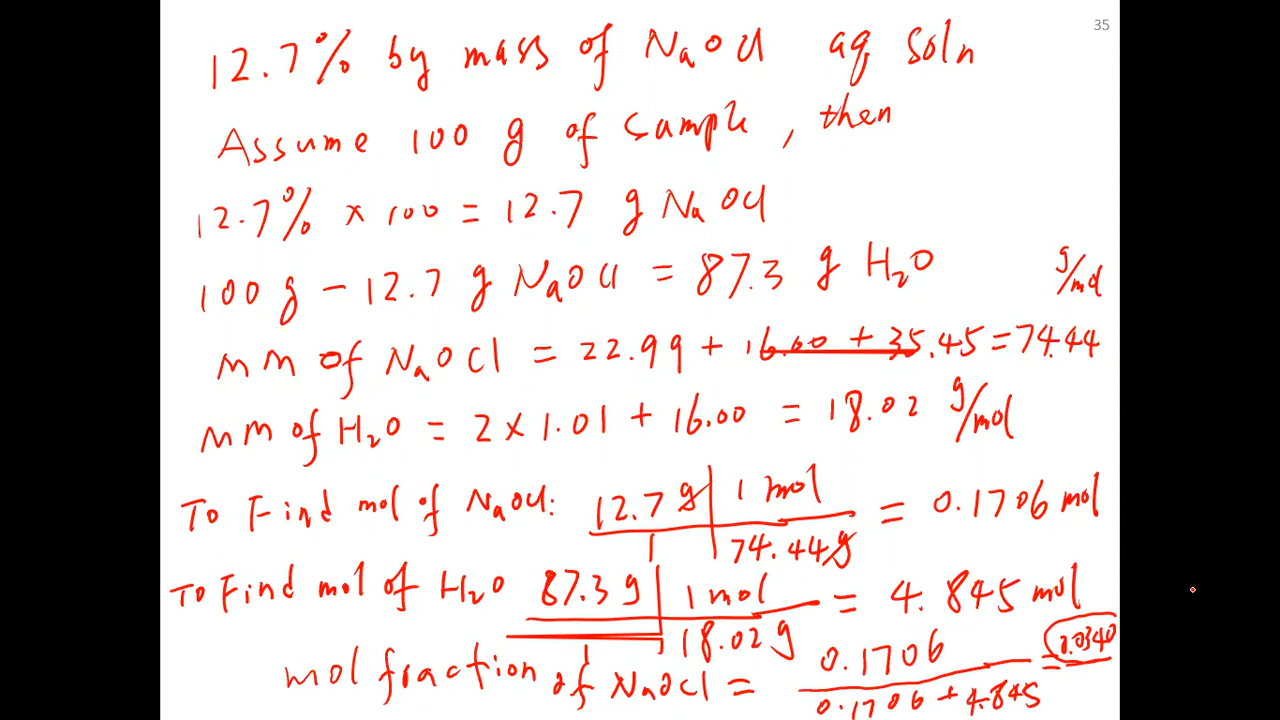 35
12.7% by mass of NaOCl aq soln
Assume 100 g of sample, then
12.7% x 100 = 12.7 g NaOCl
100 g - 12.7 g NaOCl = 87.3 g H2O
g/mol
MM of NaOCl = 22.99 + 16.00 + 35.45 = 74.44
MM of H2O = 2 x 1.01 + 16.00 = 18.02 g/mol
To Find mol of NaOCl: 12.7 g | 1 mol = 0.1706 mol
1 | 74.44 g
To Find mol of H2O 87.3 g | 1 mol = 4.845 mol
1 | 18.02 g
mol fraction of NaOCl = 0.1706 = 0.0340
0.1706 + 4.845